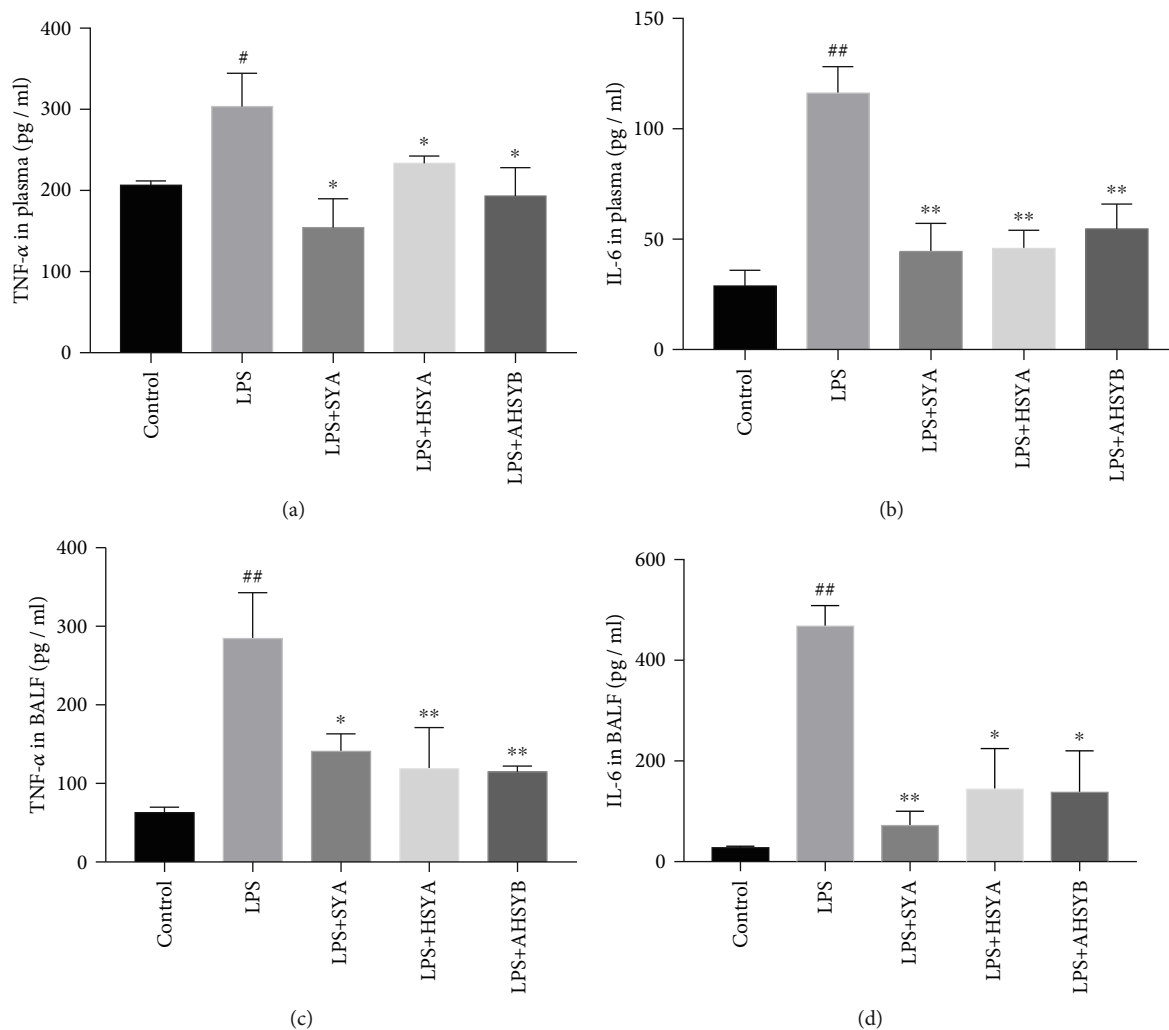 TNF-α in plasma (pg / ml)
400
300
200
100
0
#
*
*
*
Control
LPS
LPS+SYA
LPS+HSYA
LPS+AHSYB
(a)
IL-6 in plasma (pg / ml)
150
100
50
0
##
**
**
**
Control
LPS
LPS+SYA
LPS+HSYA
LPS+AHSYB
(b)
TNF-α in BALF (pg / ml)
400
300
200
100
0
##
*
**
**
Control
LPS
LPS+SYA
LPS+HSYA
LPS+AHSYB
(c)
IL-6 in BALF (pg / ml)
600
400
200
0
##
**
*
*
Control
LPS
LPS+SYA
LPS+HSYA
LPS+AHSYB
(d)